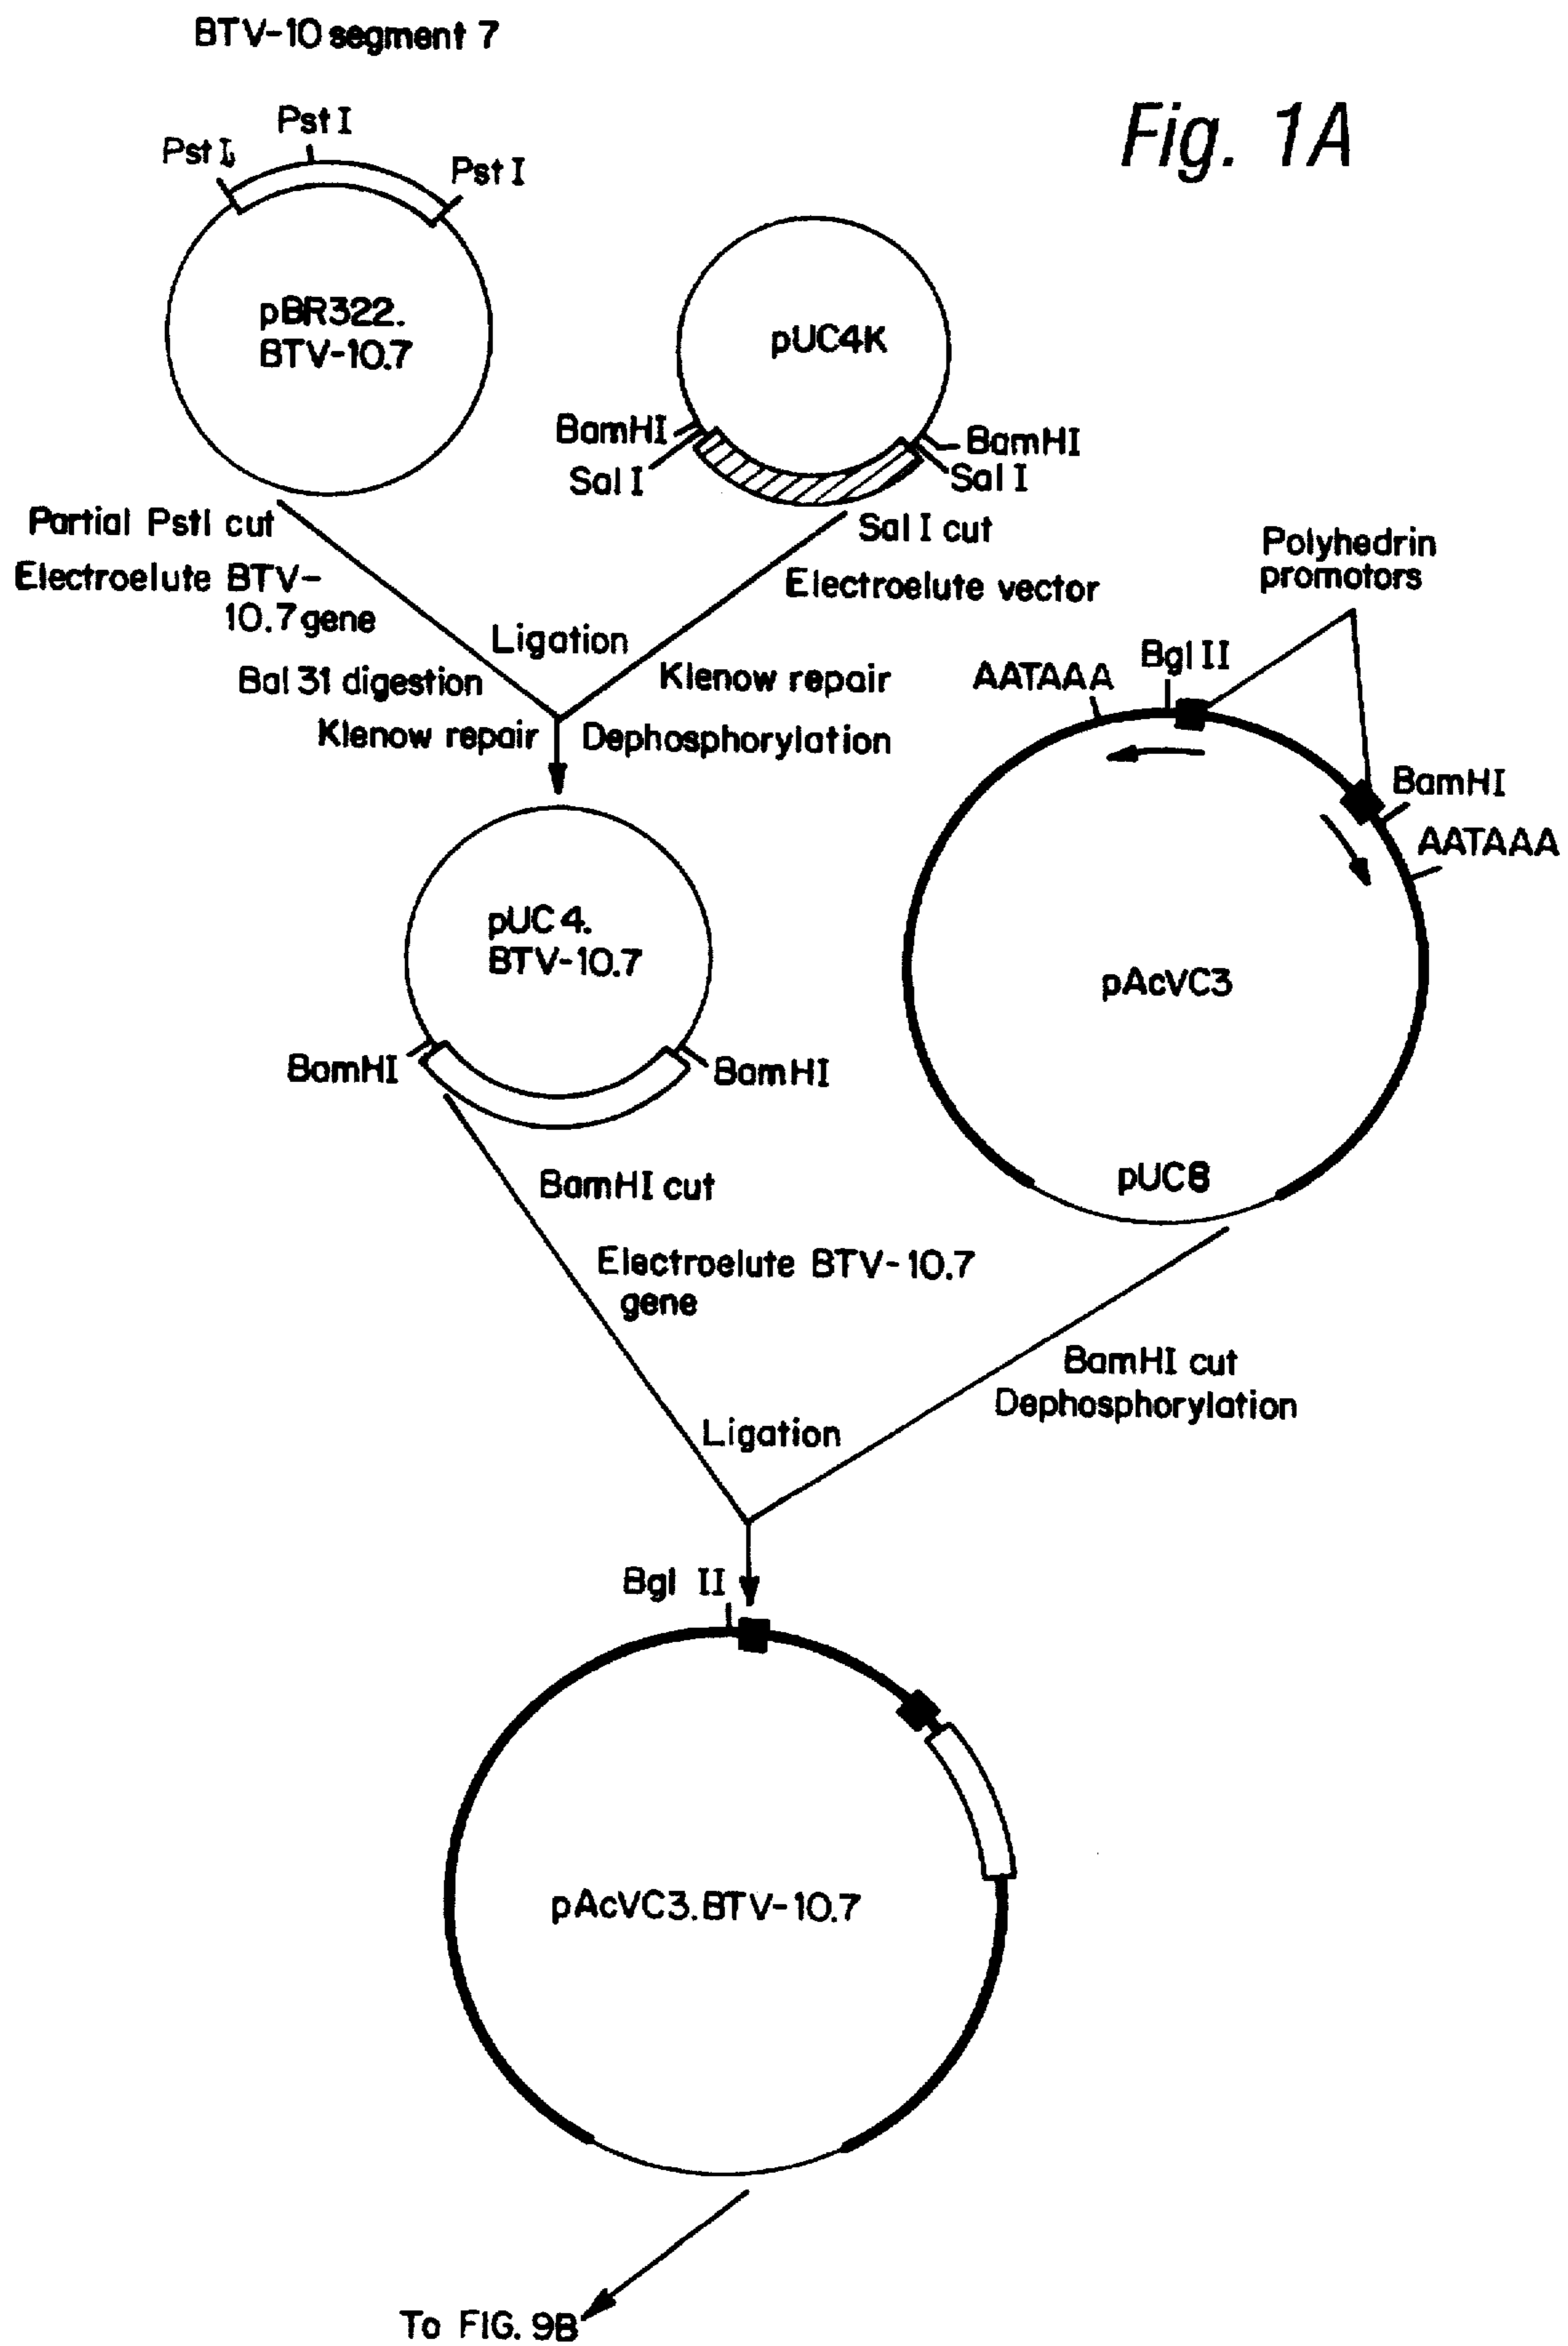 BTV-10 segment 7
Fig. 1A
Pst I
Pst I
Pst I
pBR322.
BTV-10.7
pUC4K
BamHI
Sal I
BamHI
Sal I
Partial PstI cut
Electroelute BTV-
10.7 gene
Bal 31 digestion
Klenow repair
Ligation
Sal I cut
Electroelute vector
Klenow repair
Dephosphorylation
Polyhedrin
promotors
AATAAA
Bgl II
BamHI
AATAAA
pAcVC3
pUC8
pUC4.
BTV-10.7
BamHI
BamHI
BamHI cut
Electroelute BTV-10.7
gene
Ligation
BamHI cut
Dephosphorylation
Bgl II
pAcVC3.BTV-10.7
To FIG. 9B